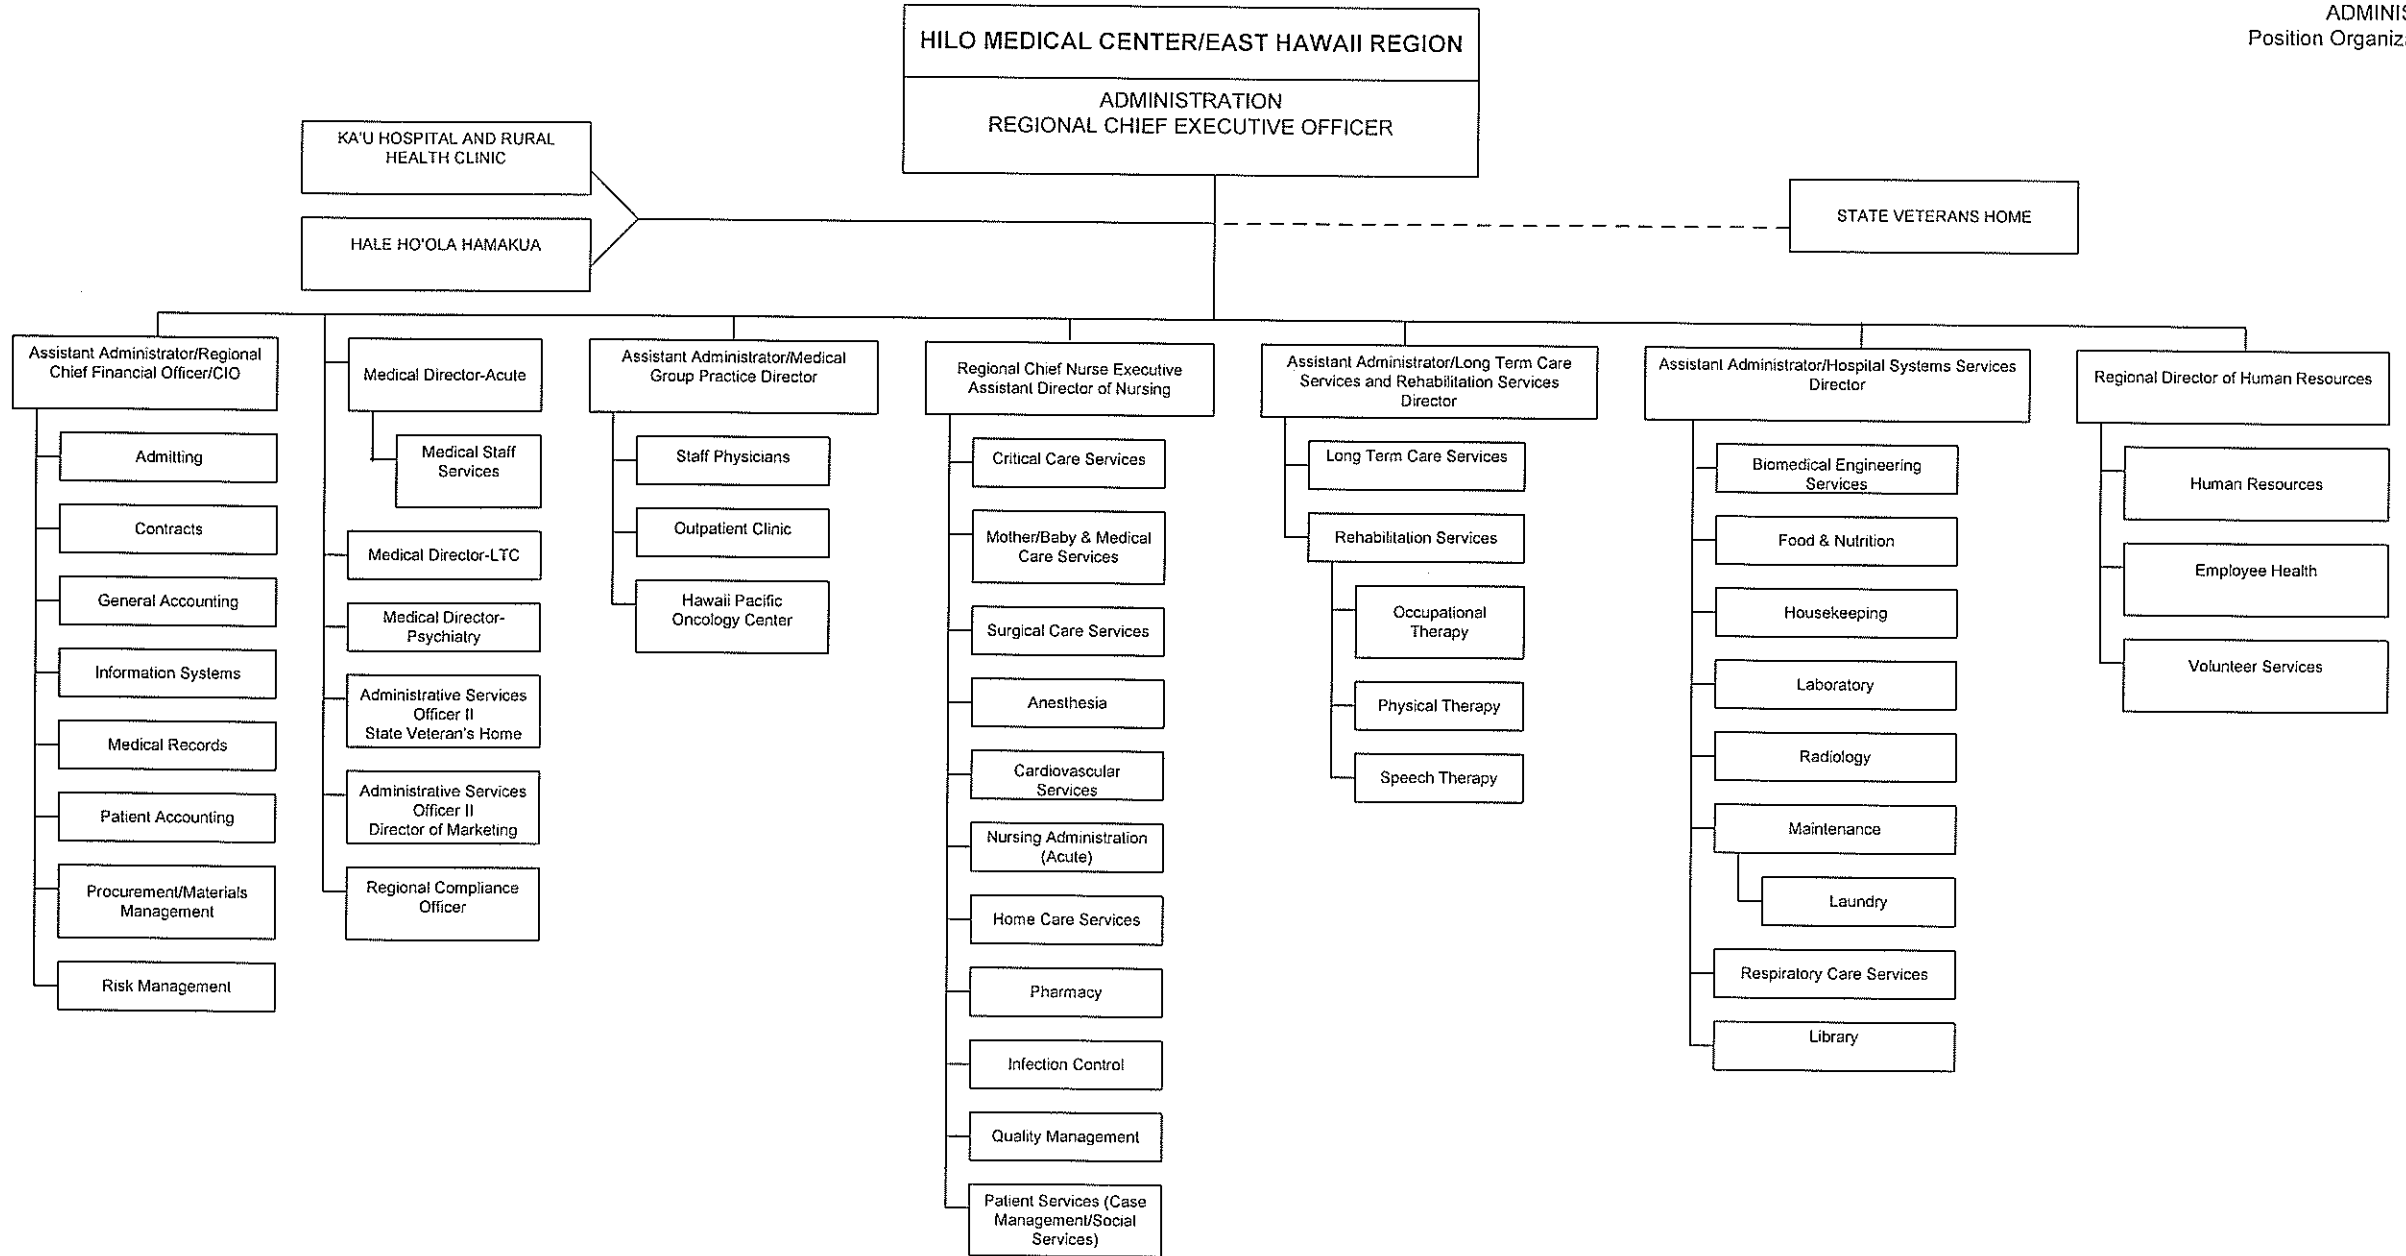 ADMINIS
Position Organiza
HILO MEDICAL CENTER/EAST HAWAII REGION
ADMINISTRATION
REGIONAL CHIEF EXECUTIVE OFFICER
KA'U HOSPITAL AND RURAL
HEALTH CLINIC
HALE HO'OLA HAMAKUA
STATE VETERANS HOME
Assistant Administrator/Regional
Chief Financial Officer/CIO
Admitting
Contracts
General Accounting
Information Systems
Medical Records
Patient Accounting
Procurement/Materials
Management
Risk Management
Medical Director-Acute
Medical Staff
Services
Medical Director-LTC
Medical Director-
Psychiatry
Administrative Services
Officer II
State Veteran's Home
Administrative Services
Officer II
Director of Marketing
Regional Compliance
Officer
Assistant Administrator/Medical
Group Practice Director
Staff Physicians
Outpatient Clinic
Hawaii Pacific
Oncology Center
Regional Chief Nurse Executive
Assistant Director of Nursing
Critical Care Services
Mother/Baby & Medical
Care Services
Surgical Care Services
Anesthesia
Cardiovascular
Services
Nursing Administration
(Acute)
Home Care Services
Pharmacy
Infection Control
Quality Management
Patient Services (Case
Management/Social
Services)
Assistant Administrator/Long Term Care
Services and Rehabilitation Services
Director
Long Term Care Services
Rehabilitation Services
Occupational
Therapy
Physical Therapy
Speech Therapy
Assistant Administrator/Hospital Systems Services
Director
Biomedical Engineering
Services
Food & Nutrition
Housekeeping
Laboratory
Radiology
Maintenance
Laundry
Respiratory Care Services
Library
Regional Director of Human Resources
Human Resources
Employee Health
Volunteer Services